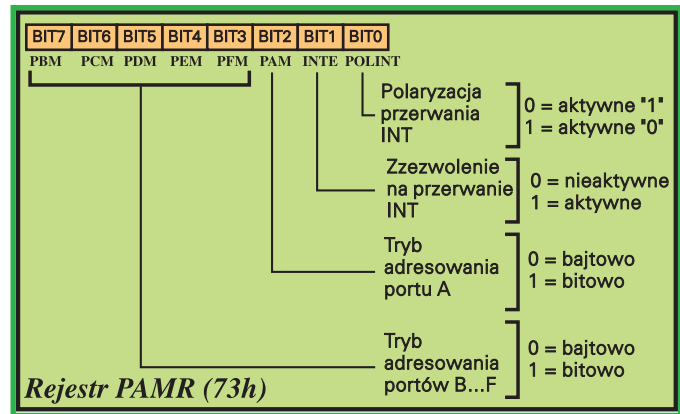 BIT7 BIT6 BIT5 BIT4 BIT3 BIT2 BIT1 BIT0
PBM PCM PDM PEM PFM PAM INTE POLINT
Polaryzacja
przerwania
INT
0 = aktywne "1"
1 = aktywne "0"
Zzezwolenie
na przerwanie
INT
0 = nieaktywne
1 = aktywne
Tryb
adresowania
portu A
0 = bajtowo
1 = bitowo
Tryb
adresowania
portów B...F
0 = bajtowo
1 = bitowo
Rejestr PAMR (73h)